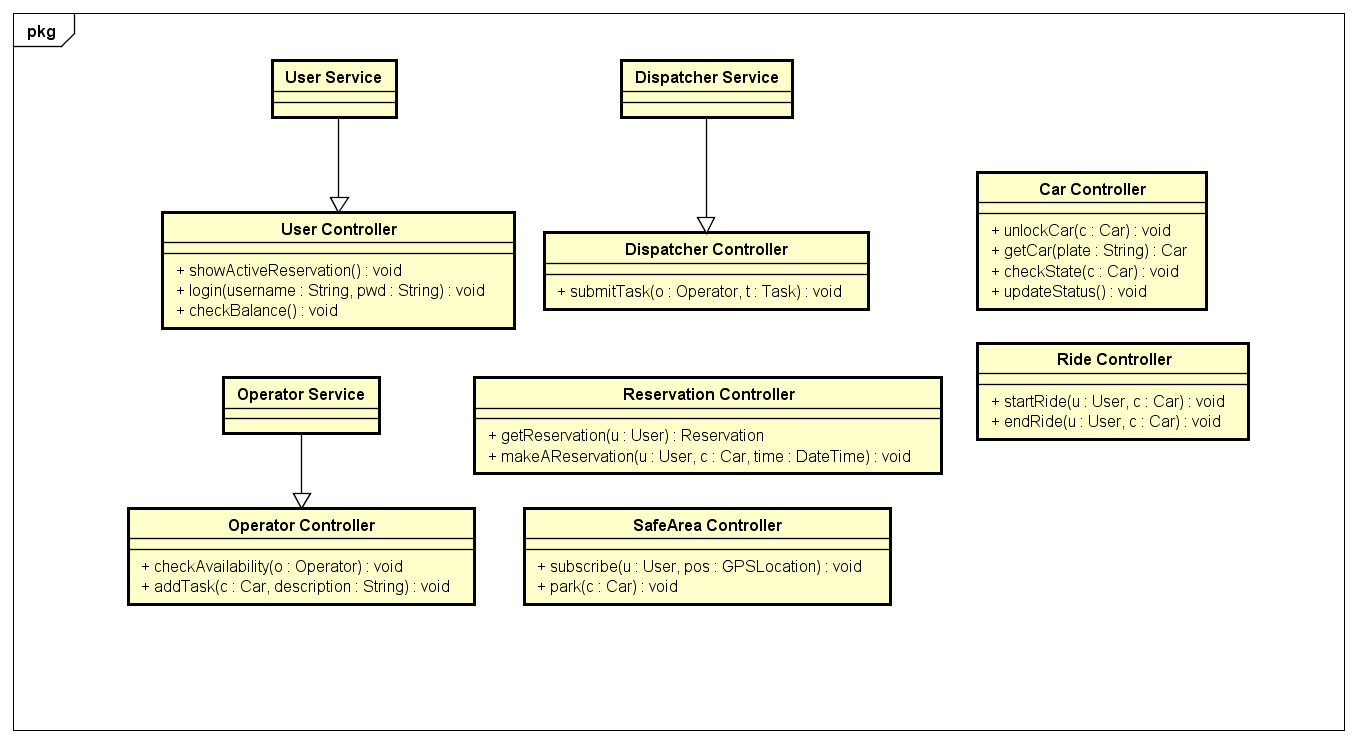 pkg
User Service
Dispatcher Service
User Controller
+ showActiveReservation() : void
+ login(username : String, pwd : String) : void
+ checkBalance() : void
Dispatcher Controller
+ submitTask(o : Operator, t : Task) : void
Car Controller
+ unlockCar(c : Car) : void
+ getCar(plate : String) : Car
+ checkState(c : Car) : void
+ updateStatus() : void
Ride Controller
+ startRide(u : User, c : Car) : void
+ endRide(u : User, c : Car) : void
Operator Service
Reservation Controller
+ getReservation(u : User) : Reservation
+ makeAReservation(u : User, c : Car, time : DateTime) : void
Operator Controller
+ checkAvailability(o : Operator) : void
+ addTask(c : Car, description : String) : void
SafeArea Controller
+ subscribe(u : User, pos : GPSLocation) : void
+ park(c : Car) : void